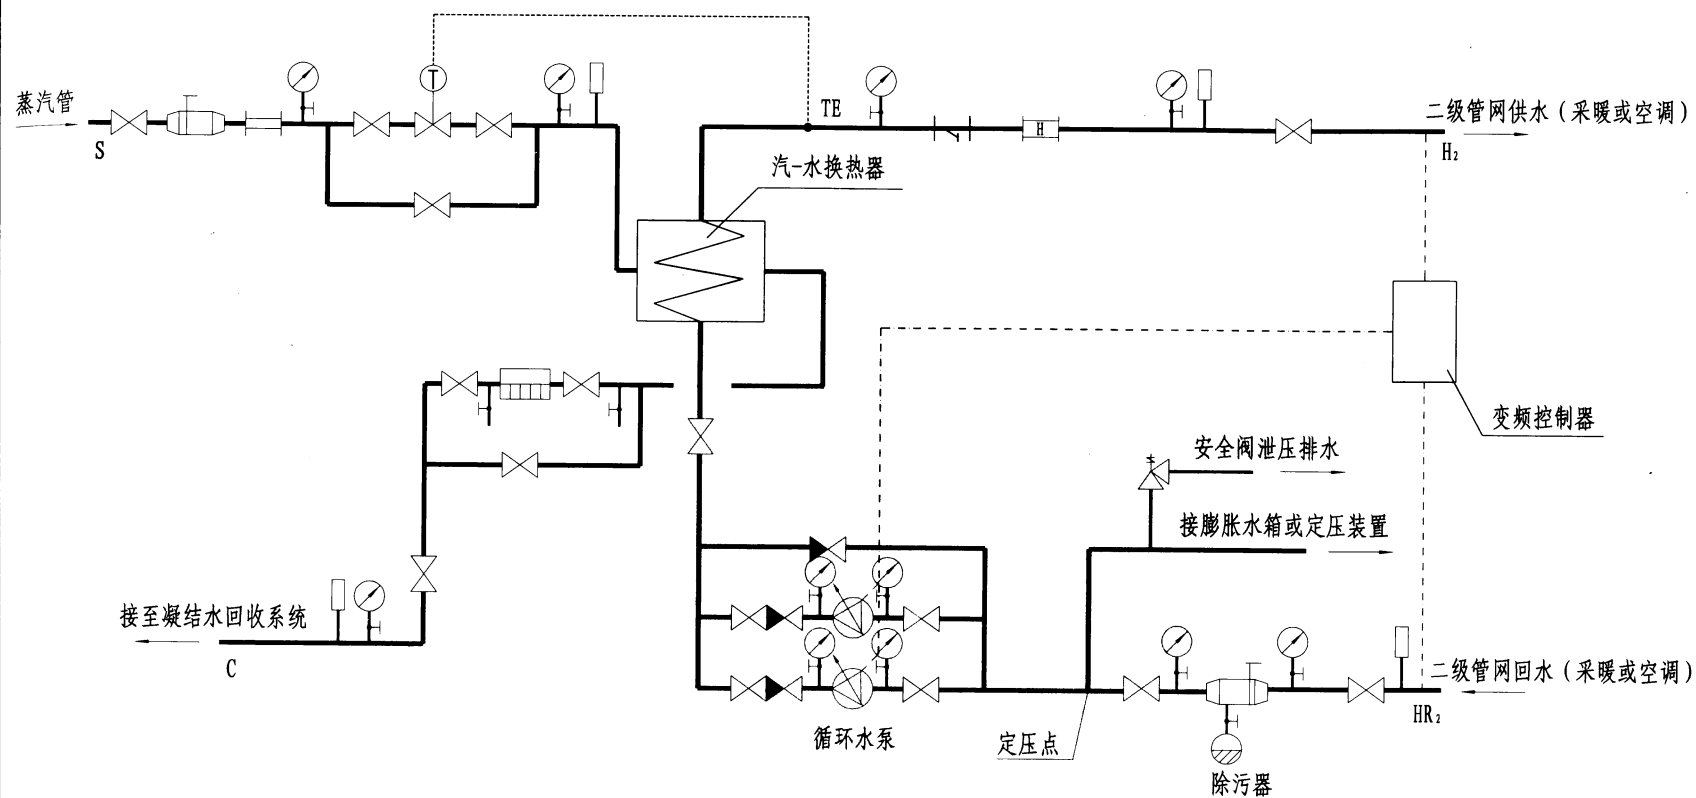 T
蒸汽管
S
TE
H
二级管网供水（采暖或空调）
H₂
汽-水换热器
变频控制器
安全阀泄压排水
接膨胀水箱或定压装置
接至凝结水回收系统
C
二级管网回水（采暖或空调）
HR₂
循环水泵
定压点
除污器